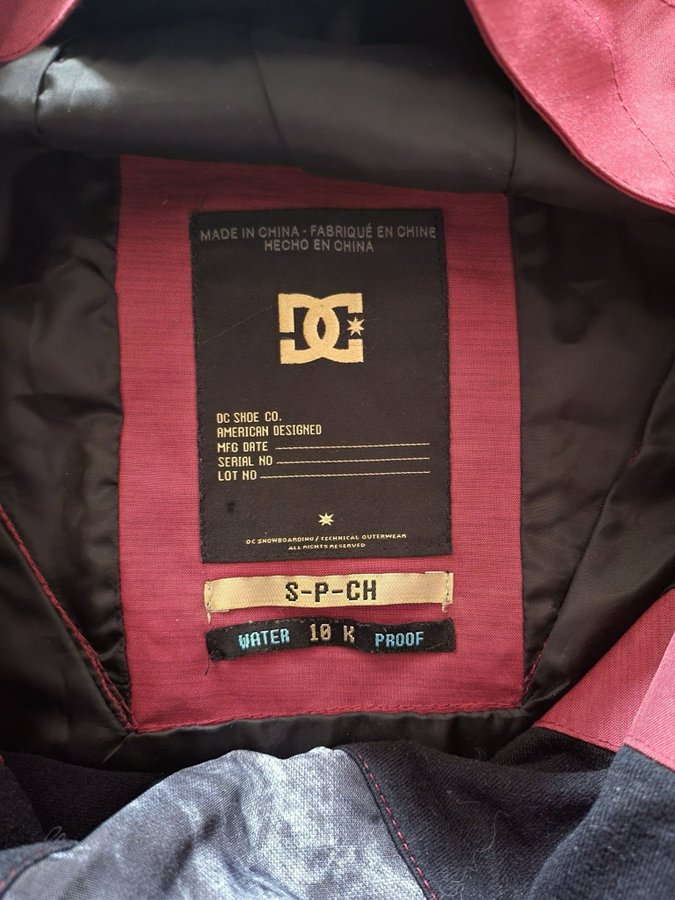 MADE IN CHINA - FABRIQUÉ EN CHINE
HECHO EN CHINA
DC
DC SHOE CO.
AMERICAN DESIGNED
MFG DATE
SERIAL NO
LOT NO
DC SNOWBOARDING / TECHNICAL OUTERWEAR
ALL RIGHTS RESERVED
S-P-CH
WATER 10 K PROOF